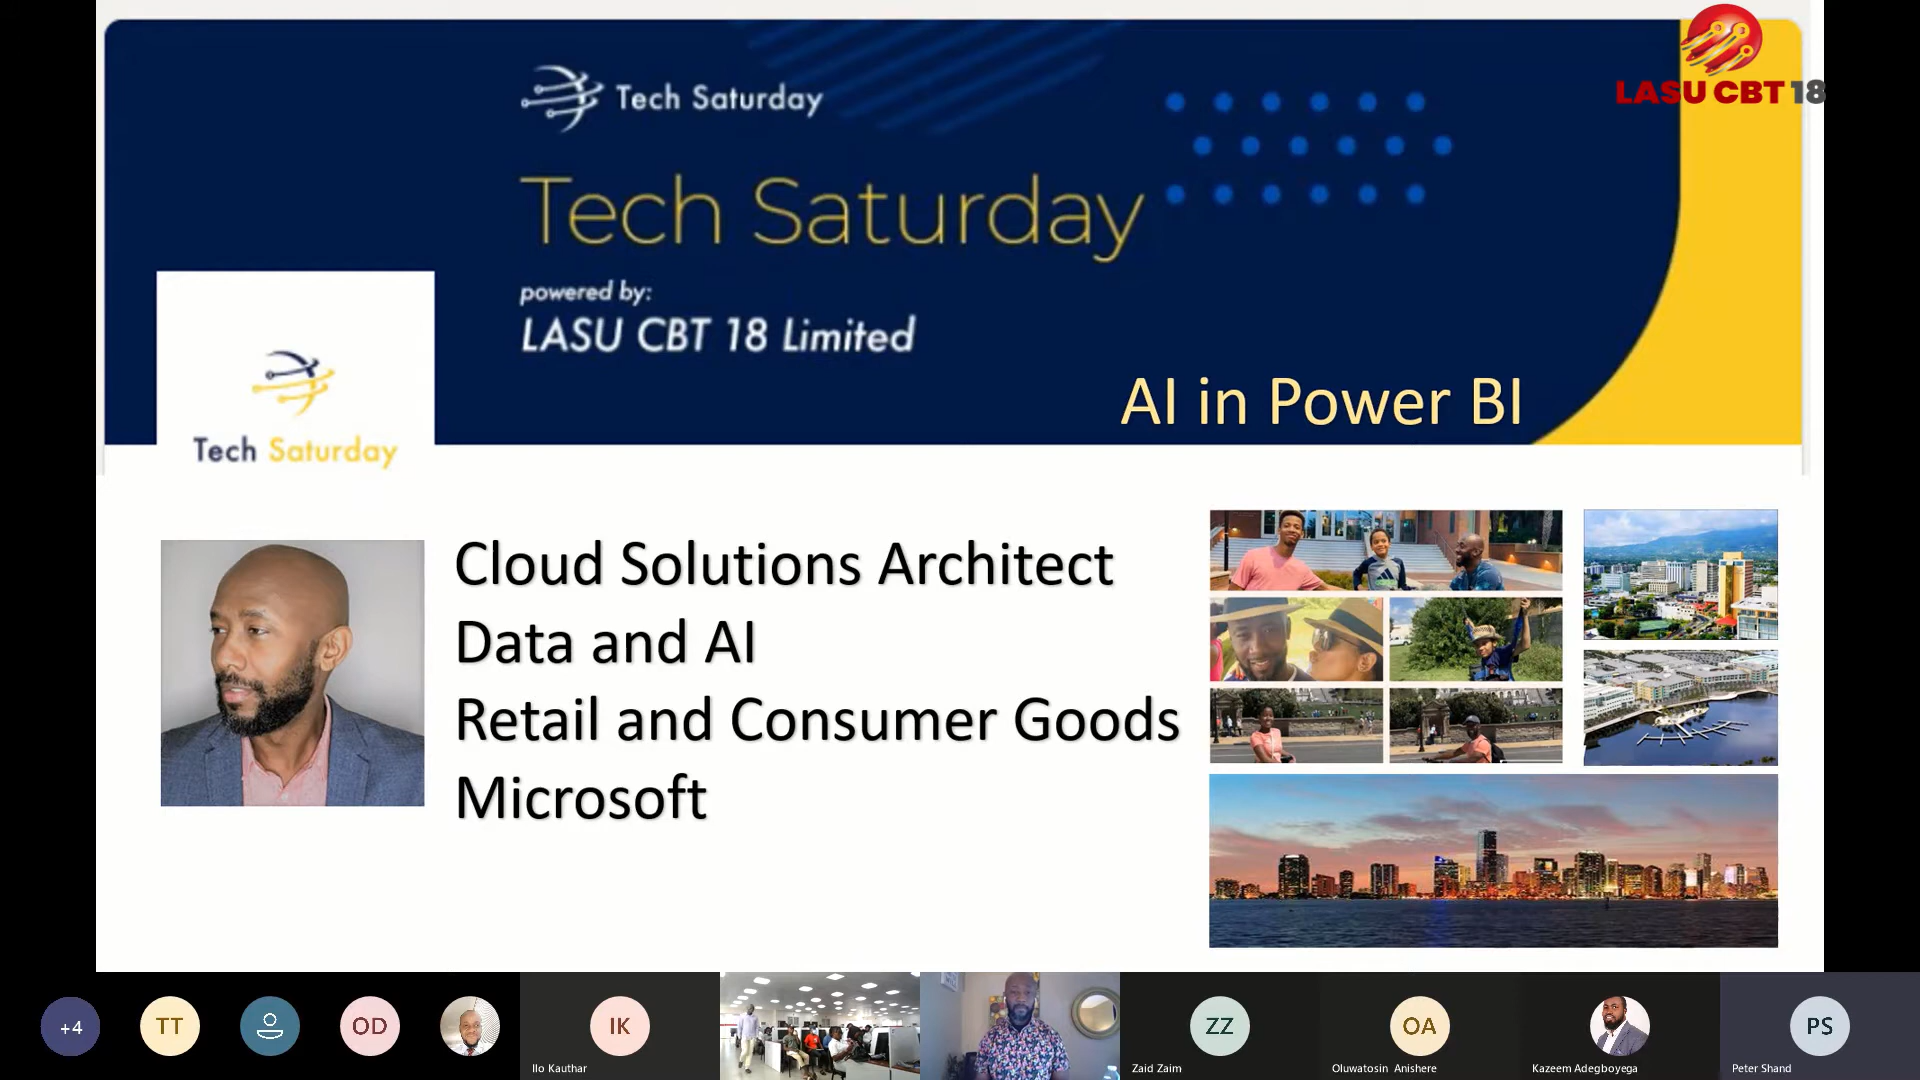 Tech Saturday
LASU CBT 18
Tech Saturday
powered by:
LASU CBT 18 Limited
AI in Power BI
Tech Saturday
Cloud Solutions Architect
Data and AI
Retail and Consumer Goods
Microsoft
+4
TT
OD
IK
Ilo Kauthar
ZZ
Zaid Zaim
OA
Oluwatosin Anishere
Kazeem Adegboyega
PS
Peter Shand